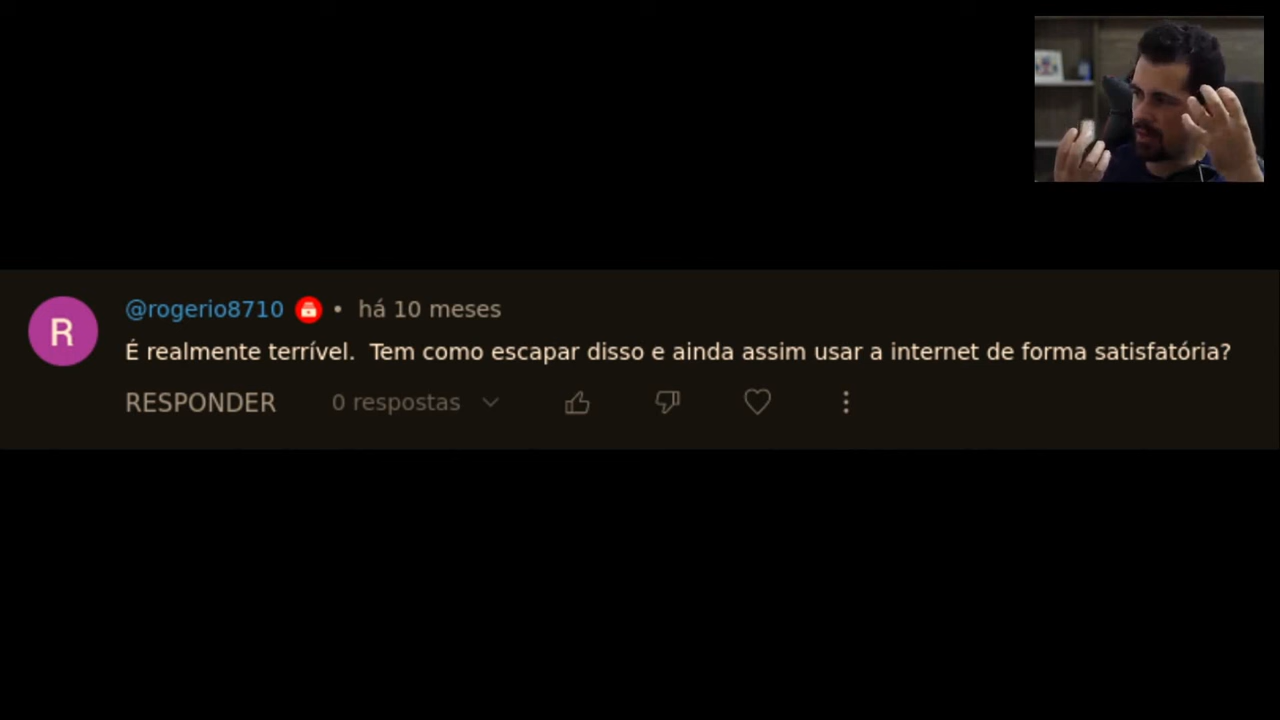 R
@rogerio8710 • há 10 meses
É realmente terrível.  Tem como escapar disso e ainda assim usar a internet de forma satisfatória?
RESPONDER 0 respostas